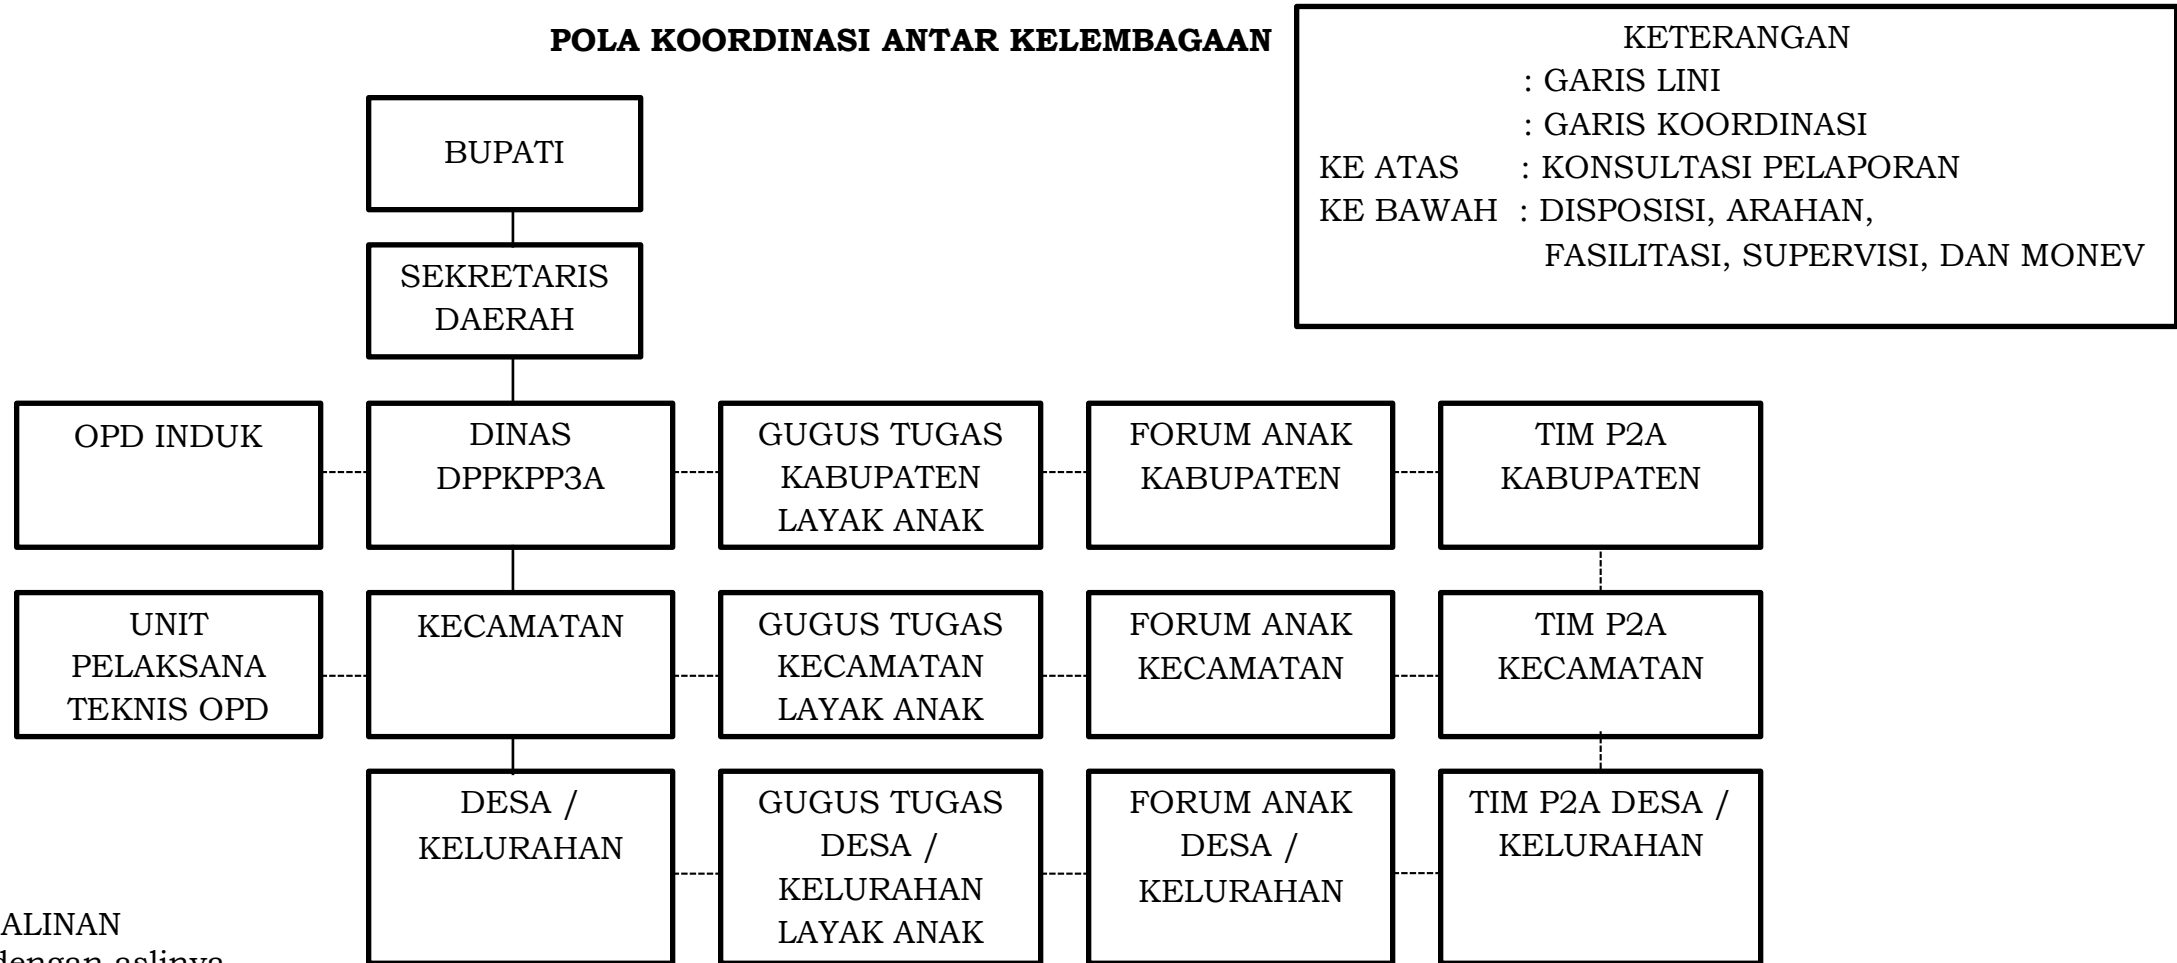 POLA KOORDINASI ANTAR KELEMBAGAAN
KETERANGAN
: GARIS LINI
: GARIS KOORDINASI
KE ATAS : KONSULTASI PELAPORAN
KE BAWAH : DISPOSISI, ARAHAN,
FASILITASI, SUPERVISI, DAN MONEV
BUPATI
SEKRETARIS
DAERAH
OPD INDUK
DINAS
DPPKPP3A
GUGUS TUGAS
KABUPATEN
LAYAK ANAK
FORUM ANAK
KABUPATEN
TIM P2A
KABUPATEN
UNIT
PELAKSANA
TEKNIS OPD
KECAMATAN
GUGUS TUGAS
KECAMATAN
LAYAK ANAK
FORUM ANAK
KECAMATAN
TIM P2A
KECAMATAN
DESA /
KELURAHAN
GUGUS TUGAS
DESA /
KELURAHAN
LAYAK ANAK
FORUM ANAK
DESA /
KELURAHAN
TIM P2A DESA /
KELURAHAN
ALINAN
dengan aslinya